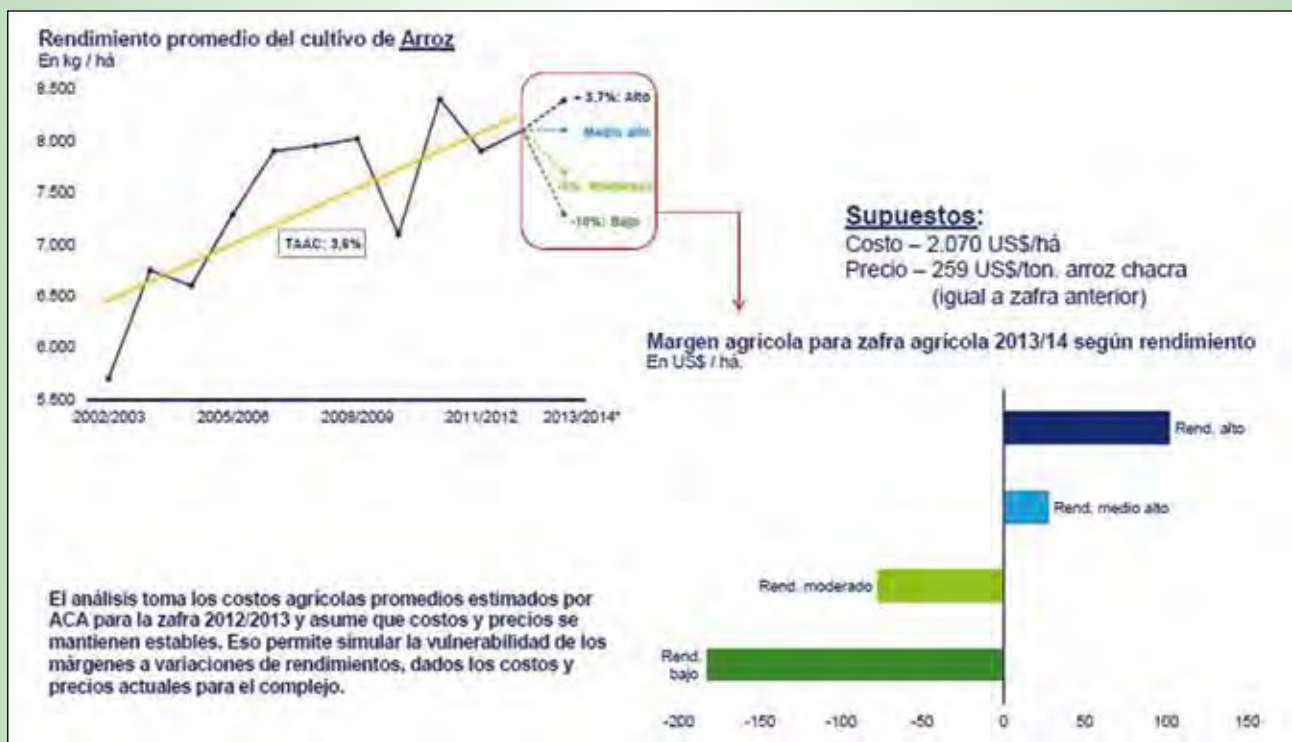 Rendimiento promedio del cultivo de Arroz
En kg / há
8.500
8.000
7.500
7.000
6.500
6.000
5.500
TAAC: 3,6%
+ 3,7%: Alto
Medio alto
-10%: Bajo
2002/2003
2005/2006
2008/2009
2011/2012
2013/2014*
Supuestos:
Costo – 2.070 US$/há
Precio – 259 US$/ton. arroz chacra
(igual a zafra anterior)
Margen agrícola para zafra agrícola 2013/14 según rendimiento
En US$ / há.
Rend. alto
Rend. medio alto
Rend. moderado
Rend.
bajo
-200
-150
-100
-50
0
50
100
150
El análisis toma los costos agrícolas promedios estimados por
ACA para la zafra 2012/2013 y asume que costos y precios se
mantienen estables. Eso permite simular la vulnerabilidad de los
márgenes a variaciones de rendimientos, dados los costos y
precios actuales para el complejo.